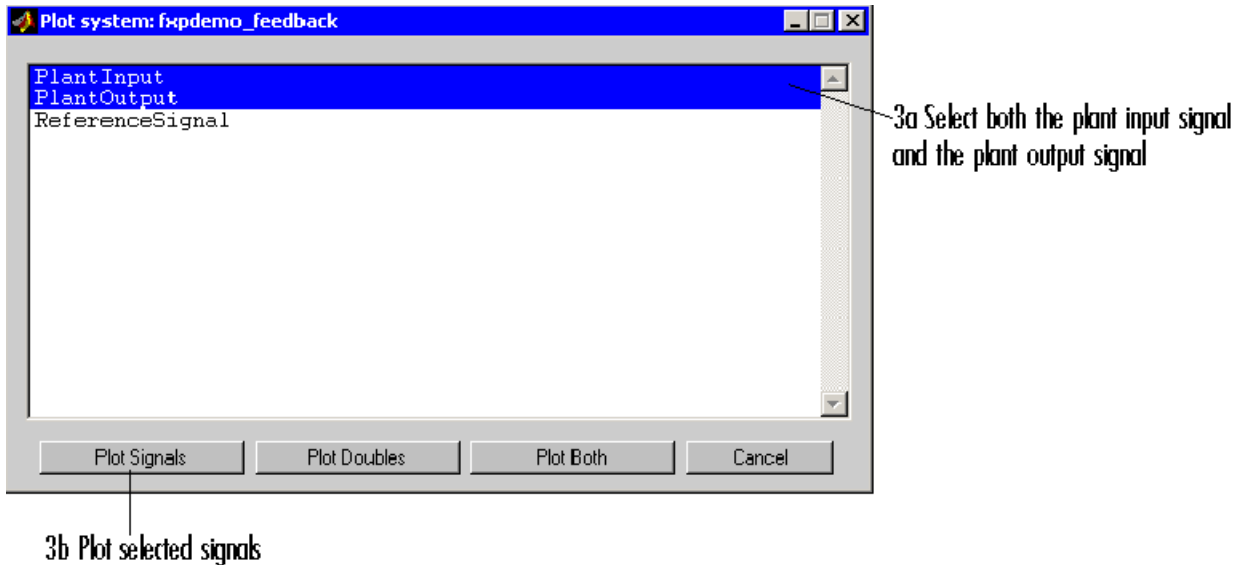 Plot system: fxpdemo_feedback
PlantInput
PlantOutput
ReferenceSignal
3a Select both the plant input signal
and the plant output signal
Plot Signals
Plot Doubles
Plot Both
Cancel
3b Plot selected signals